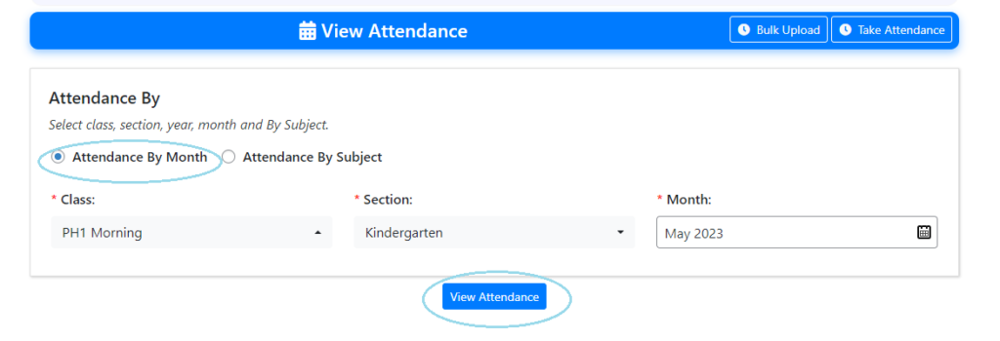 View Attendance
Bulk Upload
Take Attendance
Attendance By
Select class, section, year, month and By Subject.
Attendance By Month Attendance By Subject
* Class: * Section: * Month:
PH1 Morning Kindergarten May 2023
View Attendance